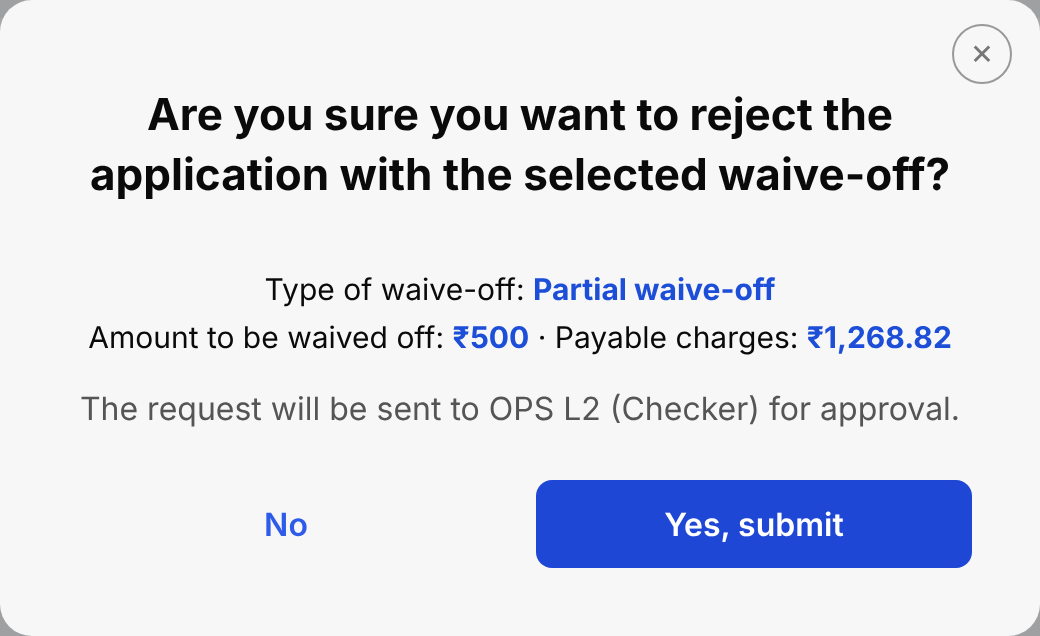 Are you sure you want to reject the
application with the selected waive-off?
Type of waive-off: Partial waive-off
Amount to be waived off: ₹500 · Payable charges: ₹1,268.82
The request will be sent to OPS L2 (Checker) for approval.
No
Yes, submit